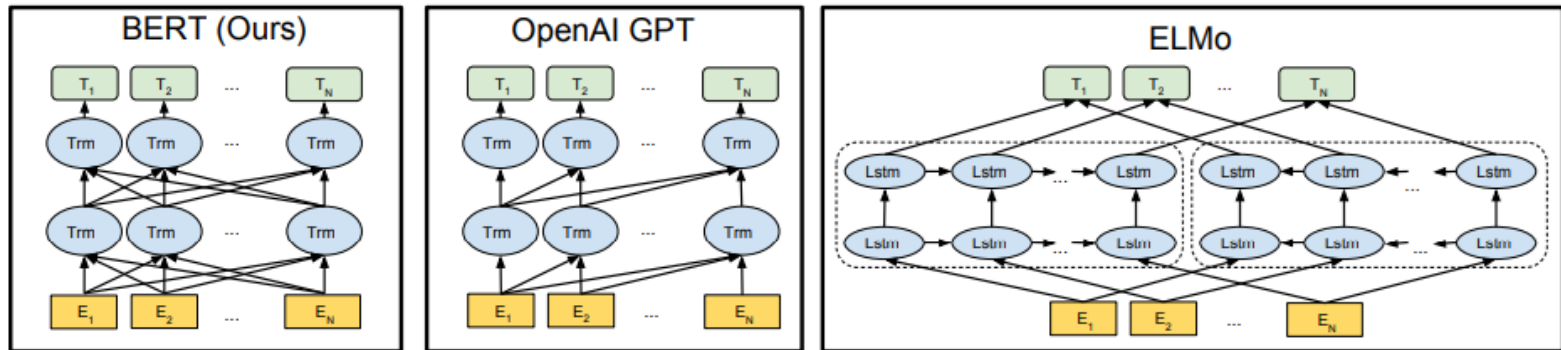 BERT (Ours)
T1 T2 ... TN
Trm Trm ... Trm
Trm Trm ... Trm
E1 E2 ... EN
OpenAI GPT
T1 T2 ... TN
Trm Trm ... Trm
Trm Trm ... Trm
E1 E2 ... EN
ELMo
T1 T2 ... TN
Lstm Lstm ... Lstm Lstm Lstm ... Lstm
Lstm Lstm ... Lstm Lstm Lstm ... Lstm
E1 E2 ... EN